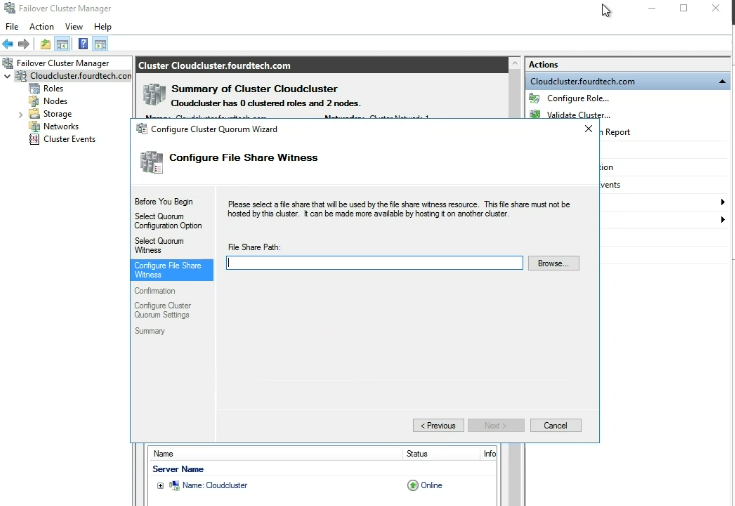 Failover Cluster Manager
File Action View Help
Failover Cluster Manager
Cloudcluster.fourdtech.con
Roles
Nodes
Storage
Networks
Cluster Events
Cluster Cloudcluster.fourdtech.com
Summary of Cluster Cloudcluster
Cloudcluster has 0 clustered roles and 2 nodes.
Actions
Cloudcluster.fourdtech.com
Configure Role...
Validate Cluster...
n Report
ion
vents
Configure Cluster Quorum Wizard
Configure File Share Witness
Before You Begin
Select Quorum
Configuration Option
Select Quorum
Witness
Configure File Share
Witness
Confirmation
Configure Cluster
Quorum Settings
Summary
Please select a file share that will be used by the file share witness resource. This file share must not be
hosted by this cluster. It can be made more available by hosting it on another cluster.
File Share Path:
Browse...
< Previous Next > Cancel
Name Status Info
Server Name
Name: Cloudcluster Online